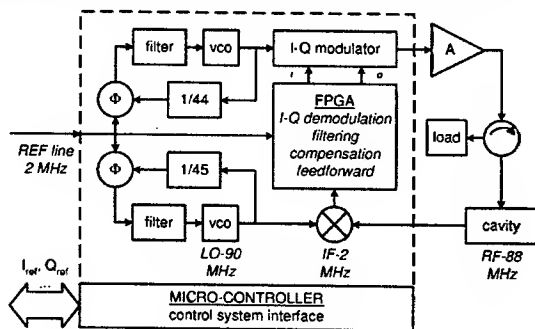 filter
vco
I-Q modulator
A
Φ
1/44
I
Q
FPGA
I-Q demodulation
filtering
compensation
feedforward
load
REF line
2 MHz
Φ
1/45
filter
vco
cavity
LO-90
MHz
IF-2
MHz
RF-88
MHz
Iref, Qref
...
MICRO-CONTROLLER
control system interface